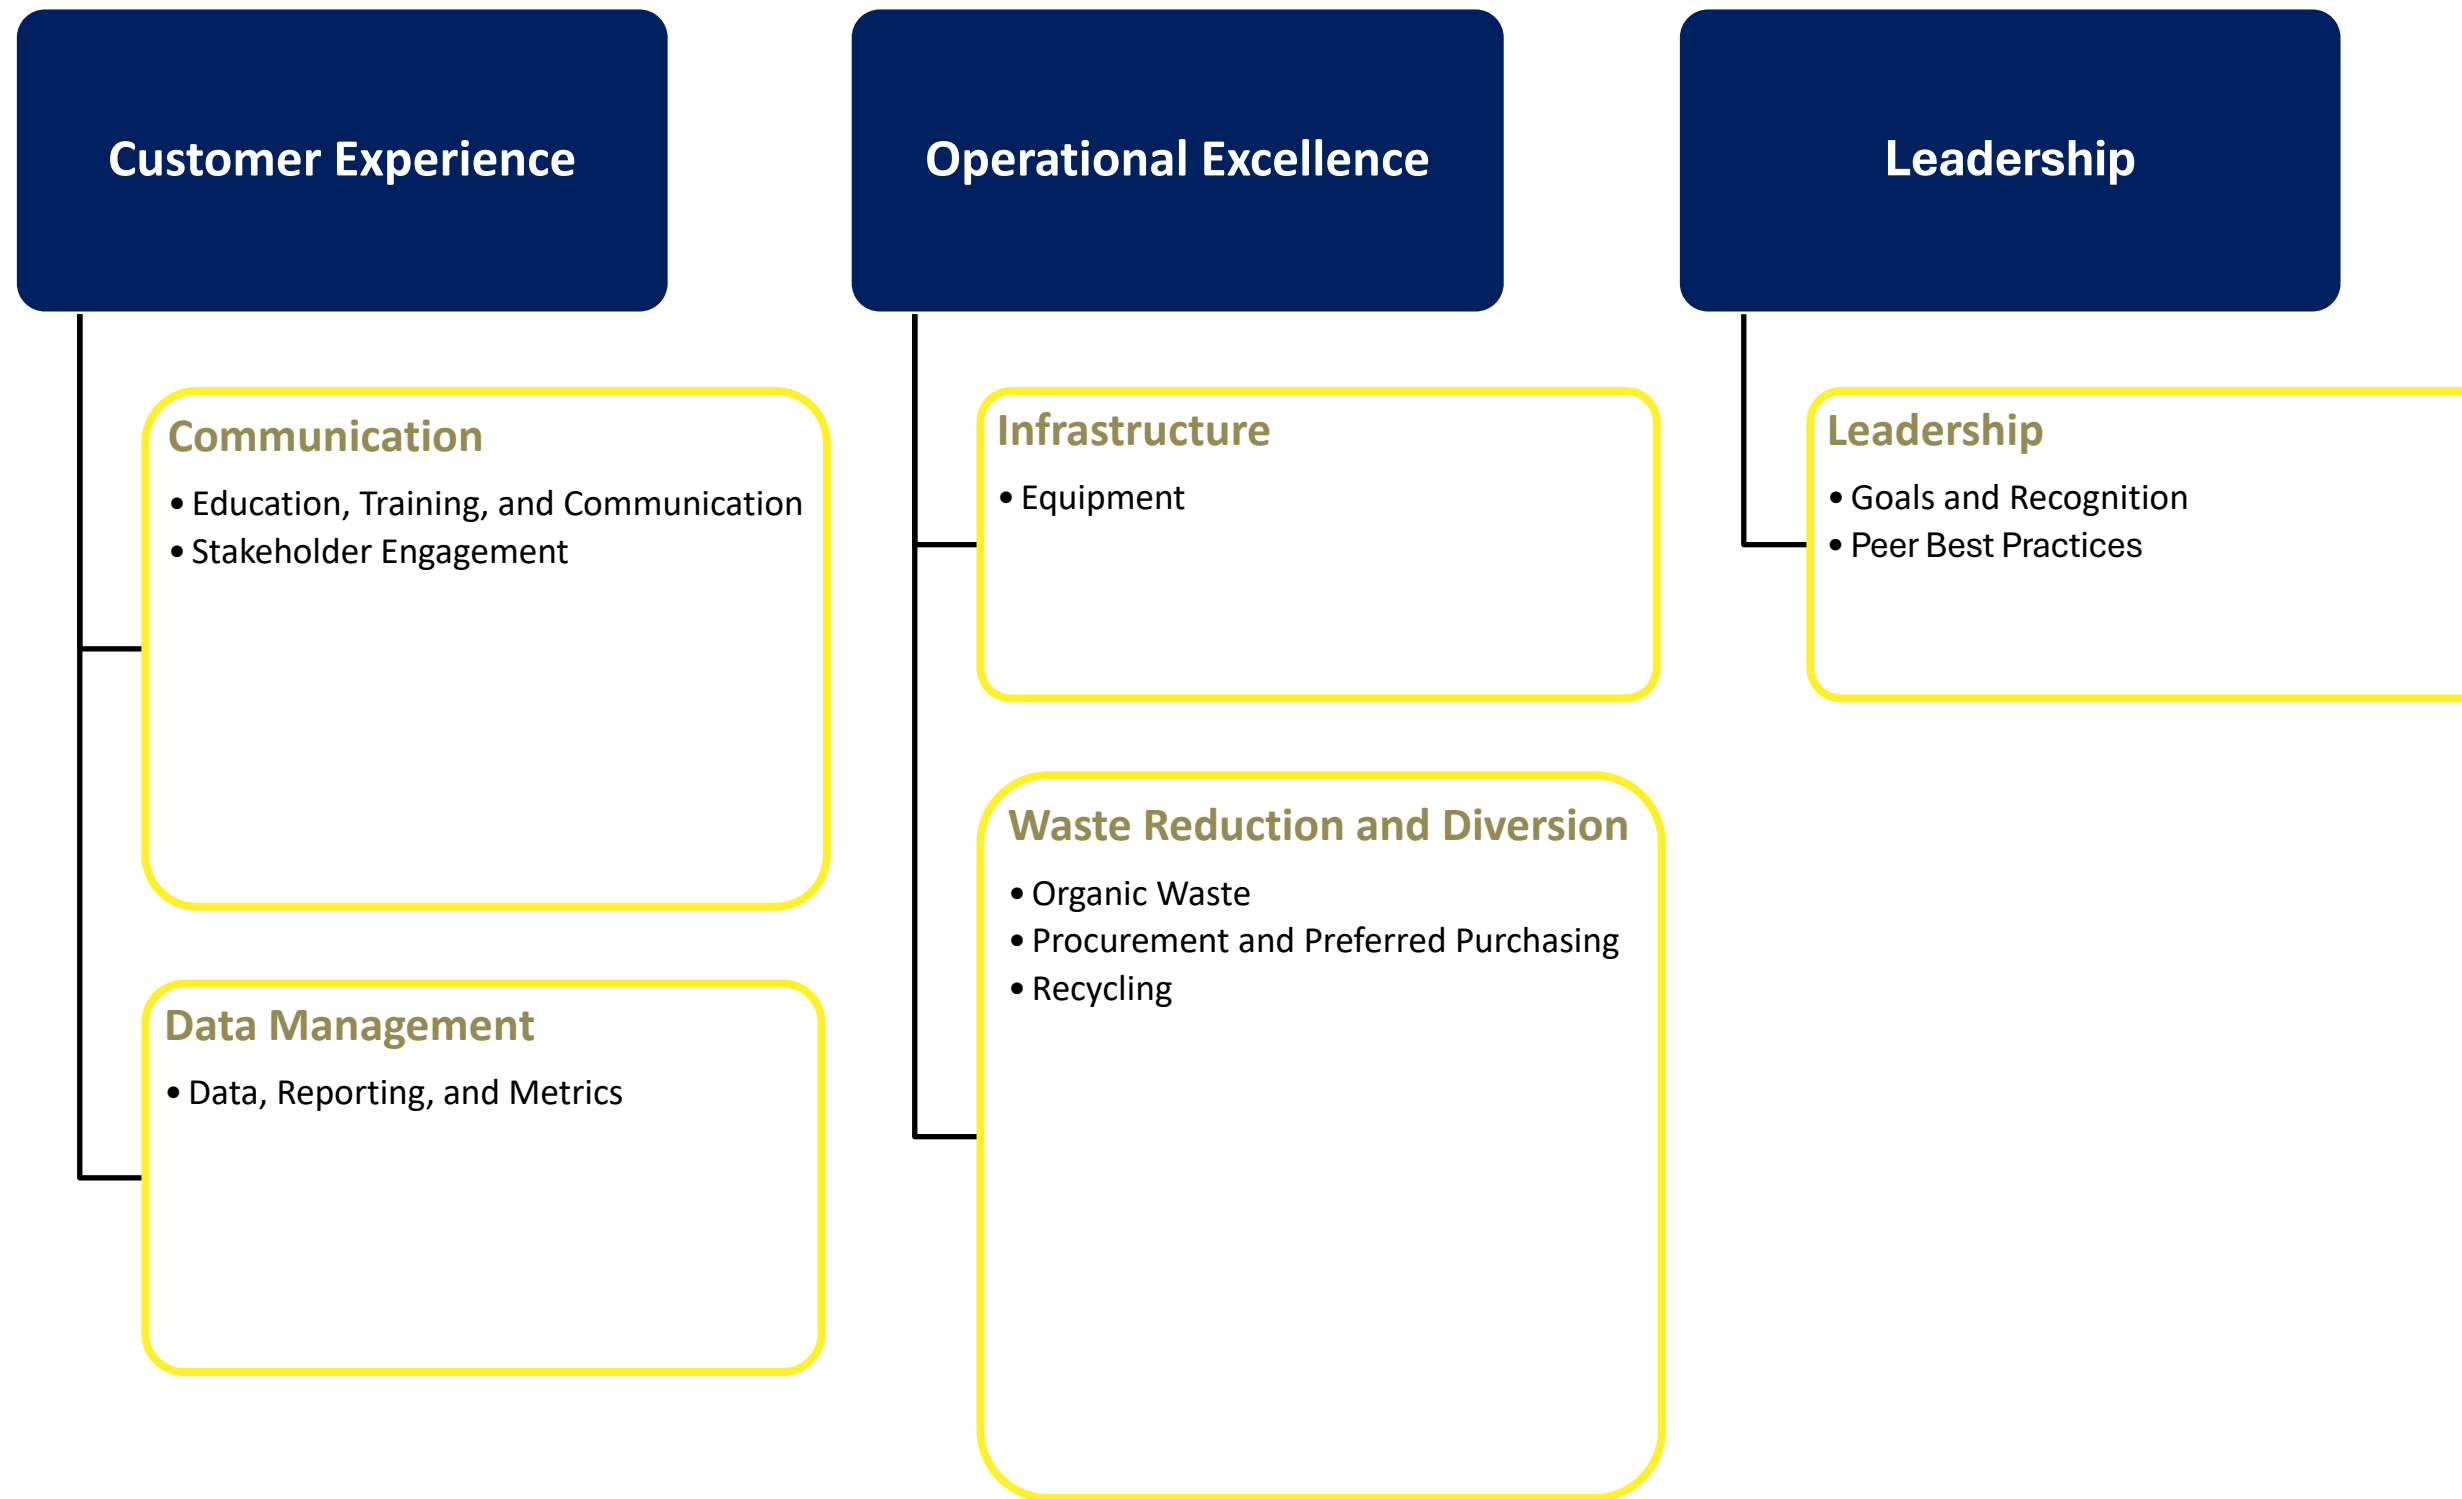 Customer Experience
Communication
• Education, Training, and Communication
• Stakeholder Engagement
Data Management
• Data, Reporting, and Metrics
Operational Excellence
Infrastructure
• Equipment
Waste Reduction and Diversion
• Organic Waste
• Procurement and Preferred Purchasing
• Recycling
Leadership
Leadership
• Goals and Recognition
• Peer Best Practices